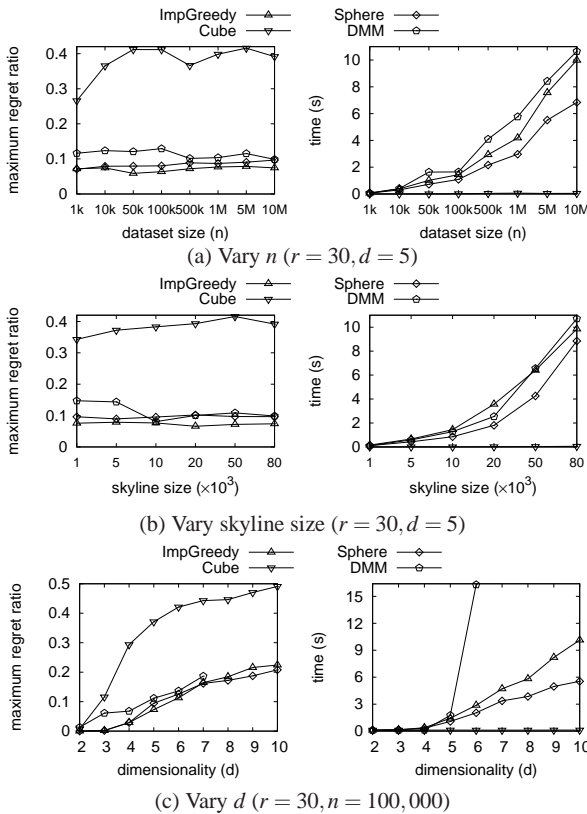 ImpGreedy
Cube
Sphere
DMM
maximum regret ratio
0.4
0.3
0.2
0.1
0
1k 10k 50k 100k 500k 1M 5M 10M
dataset size (n)
time (s)
10
8
6
4
2
0
1k 10k 50k 100k 500k 1M 5M 10M
dataset size (n)
(a) Vary n (r = 30, d = 5)
ImpGreedy
Cube
Sphere
DMM
maximum regret ratio
0.4
0.3
0.2
0.1
0
1 5 10 20 50 80
skyline size (×10³)
time (s)
10
8
6
4
2
0
1 5 10 20 50 80
skyline size (×10³)
(b) Vary skyline size (r = 30, d = 5)
ImpGreedy
Cube
Sphere
DMM
maximum regret ratio
0.5
0.4
0.3
0.2
0.1
0
2 3 4 5 6 7 8 9 10
dimensionality (d)
time (s)
15
12
9
6
3
0
2 3 4 5 6 7 8 9 10
dimensionality (d)
(c) Vary d (r = 30, n = 100, 000)